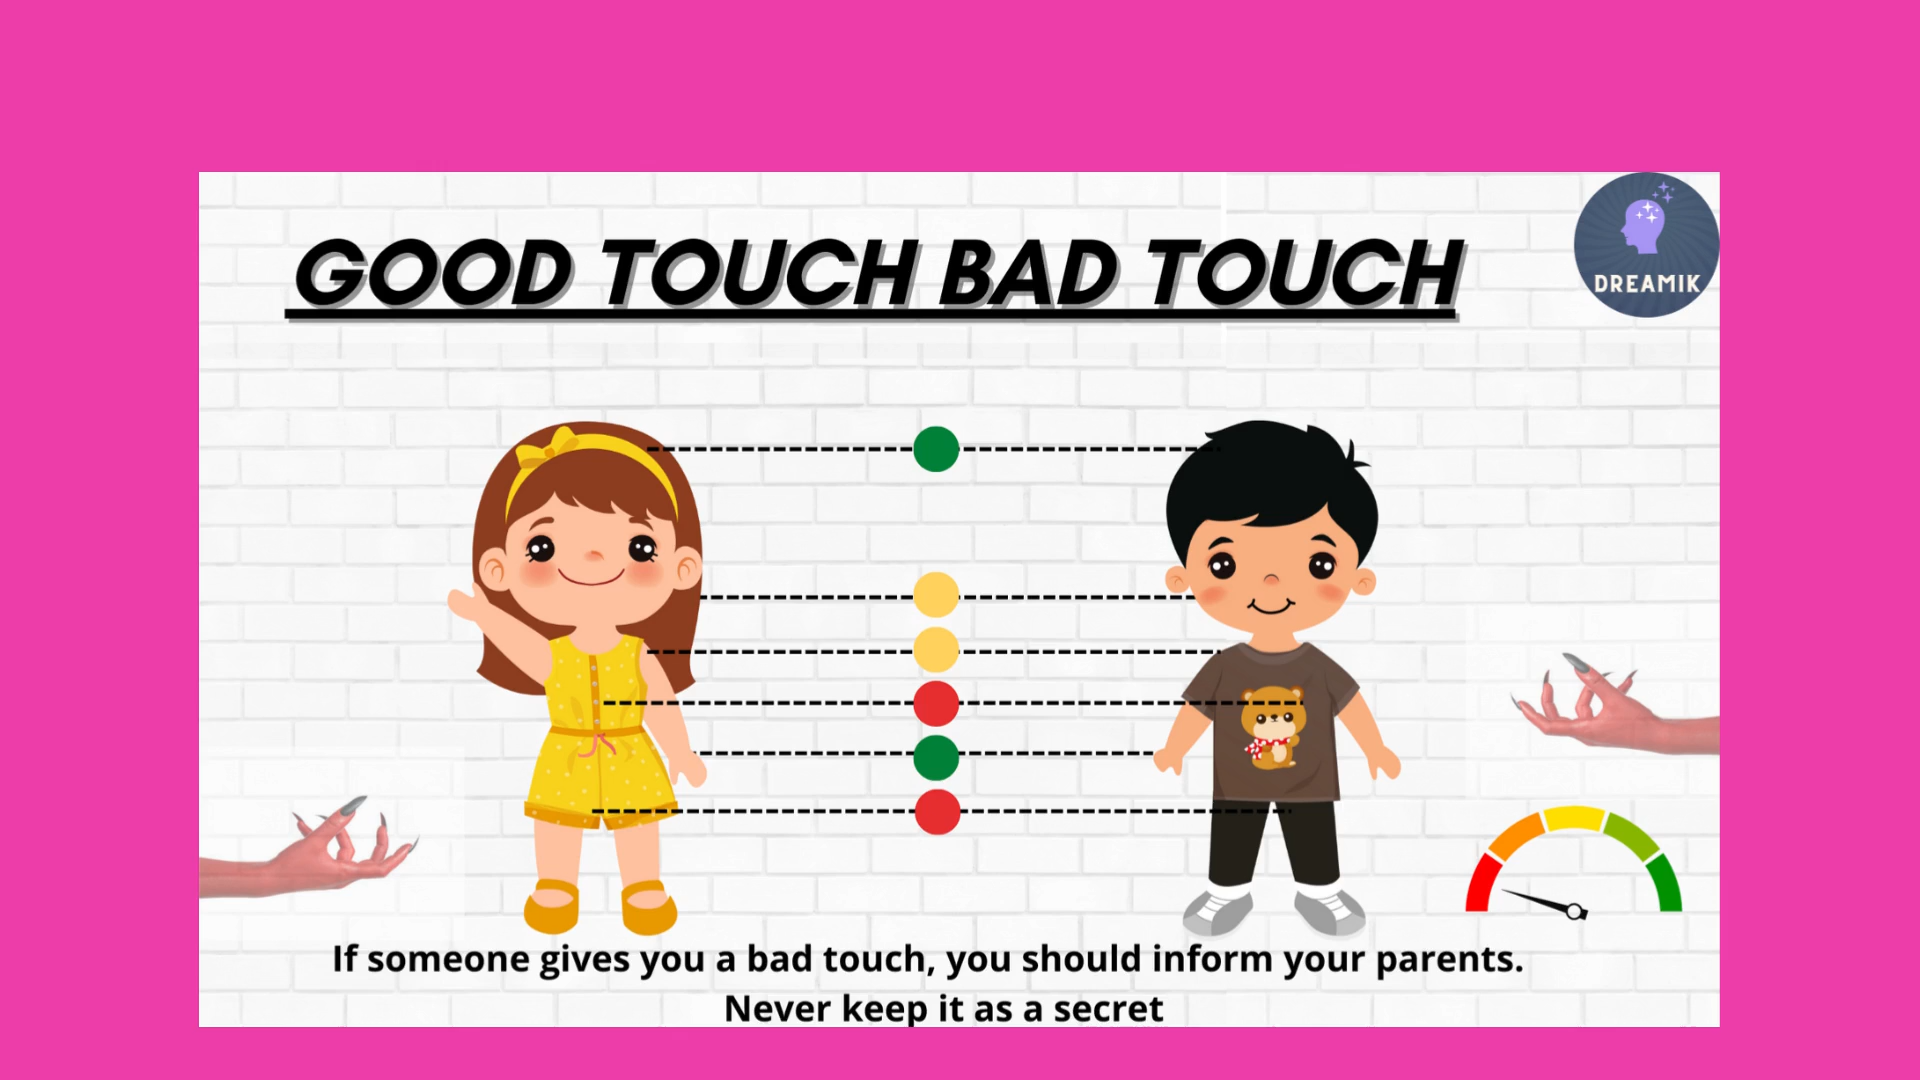 GOOD TOUCH BAD TOUCH
DREAMIK
If someone gives you a bad touch, you should inform your parents.
Never keep it as a secret